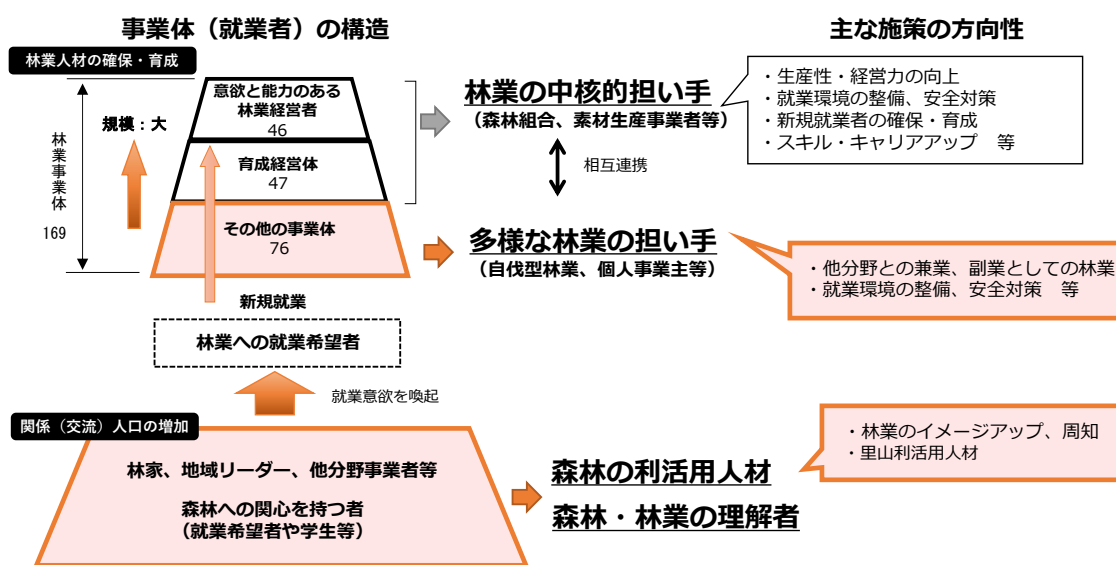 事業体（就業者）の構造
主な施策の方向性
林業人材の確保・育成
林業事業体
169
規模：大
意欲と能力のある
林業経営者
46
育成経営体
47
その他の事業体
76
林業の中核的担い手
（森林組合、素材生産事業者等）
相互連携
多様な林業の担い手
（自伐型林業、個人事業主等）
・生産性・経営力の向上
・就業環境の整備、安全対策
・新規就業者の確保・育成
・スキル・キャリアアップ　等
・他分野との兼業、副業としての林業
・就業環境の整備、安全対策　等
新規就業
林業への就業希望者
就業意欲を喚起
関係（交流）人口の増加
林家、地域リーダー、他分野事業者等
森林への関心を持つ者
（就業希望者や学生等）
森林の利活用人材
森林・林業の理解者
・林業のイメージアップ、周知
・里山利活用人材